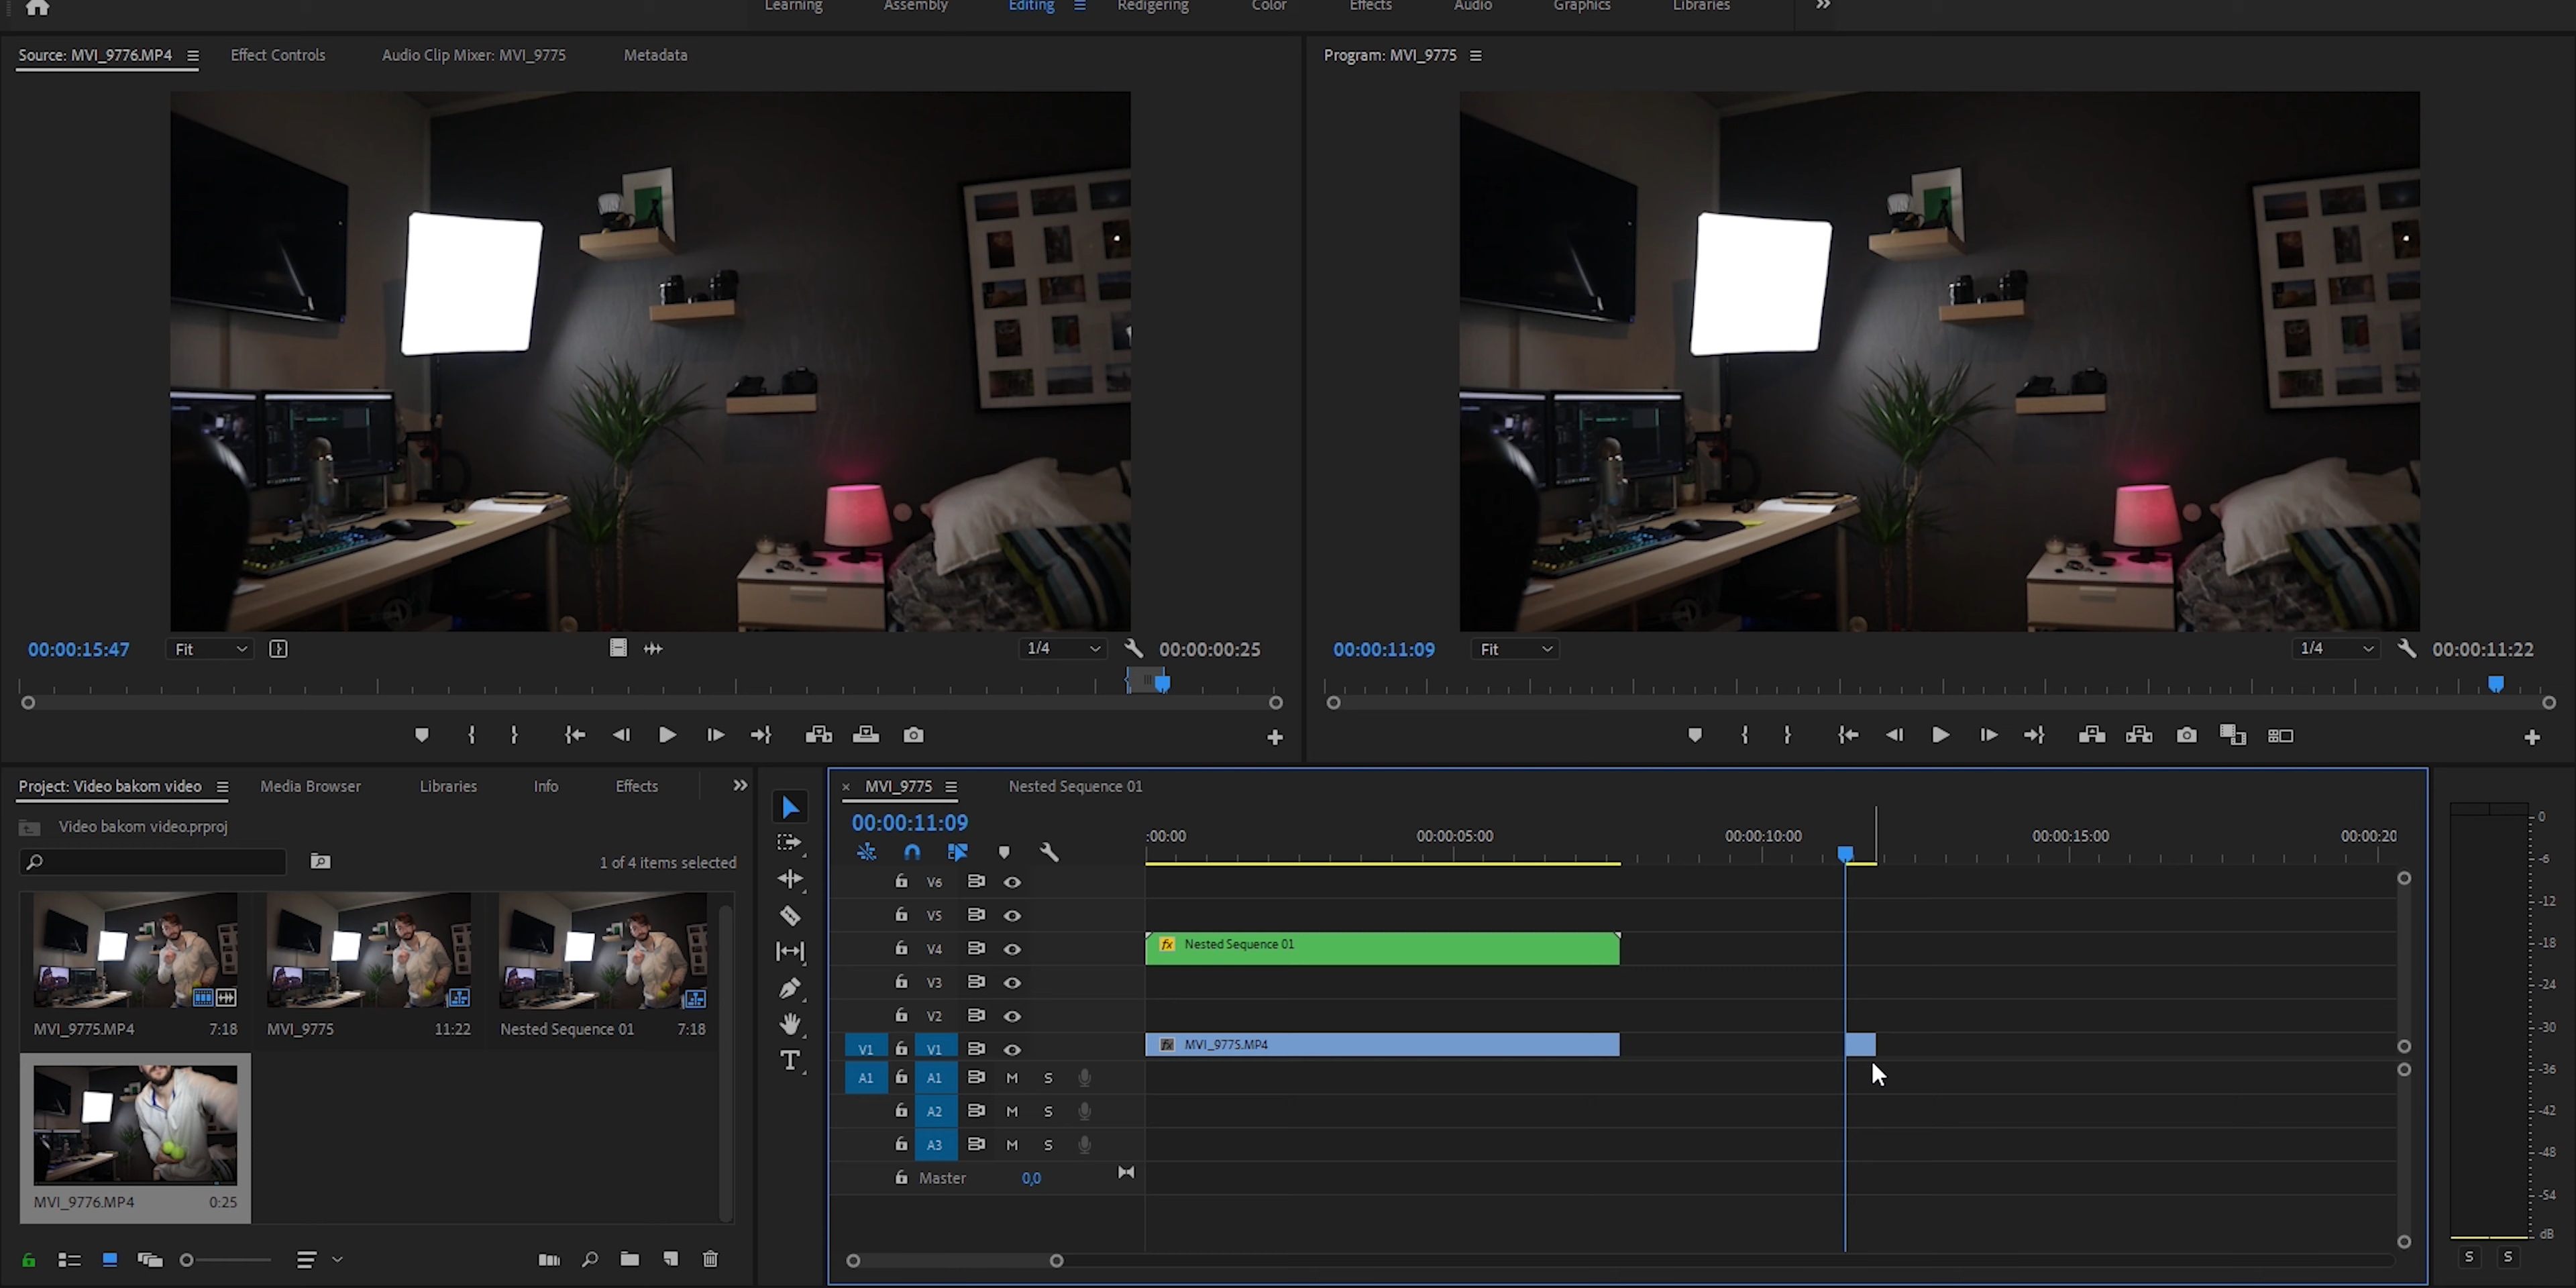 Learning Assembly Editing Redigering Color Effects Audio Graphics Libraries
Source: MVI_9776.MP4 Effect Controls Audio Clip Mixer: MVI_9775 Metadata
Program: MVI_9775
00:00:15:47 Fit 1/4 00:00:00:25
00:00:11:09 Fit 1/4 00:00:11:22
Project: Video bakom video Media Browser Libraries Info Effects
Video bakom video.prproj
1 of 4 items selected
MVI_9775.MP4 7:18 MVI_9775 11:22 Nested Sequence 01 7:18
MVI_9776.MP4 0:25
MVI_9775 Nested Sequence 01
00:00:11:09
:00:00 00:00:05:00 00:00:10:00 00:00:15:00 00:00:20
V6
V5
V4 Nested Sequence 01
V3
V2
V1 V1 MVI_9775.MP4
A1 A1 M S
A2 M S
A3 M S
Master 0,0
fx
fx
T
0
-6
-12
-18
-24
-30
-36
-42
-48
-54
dB
S S